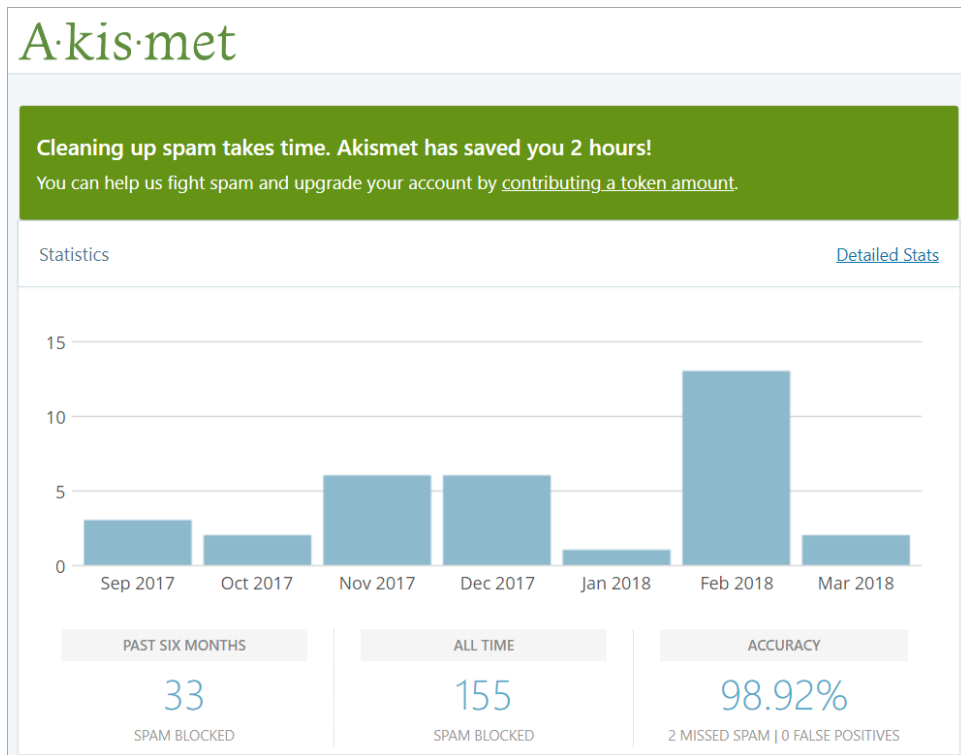 A·kis·met
Cleaning up spam takes time. Akismet has saved you 2 hours!
You can help us fight spam and upgrade your account by contributing a token amount.
Statistics Detailed Stats
15
10
5
0
Sep 2017 Oct 2017 Nov 2017 Dec 2017 Jan 2018 Feb 2018 Mar 2018
PAST SIX MONTHS ALL TIME ACCURACY
33 155 98.92%
SPAM BLOCKED SPAM BLOCKED 2 MISSED SPAM | 0 FALSE POSITIVES